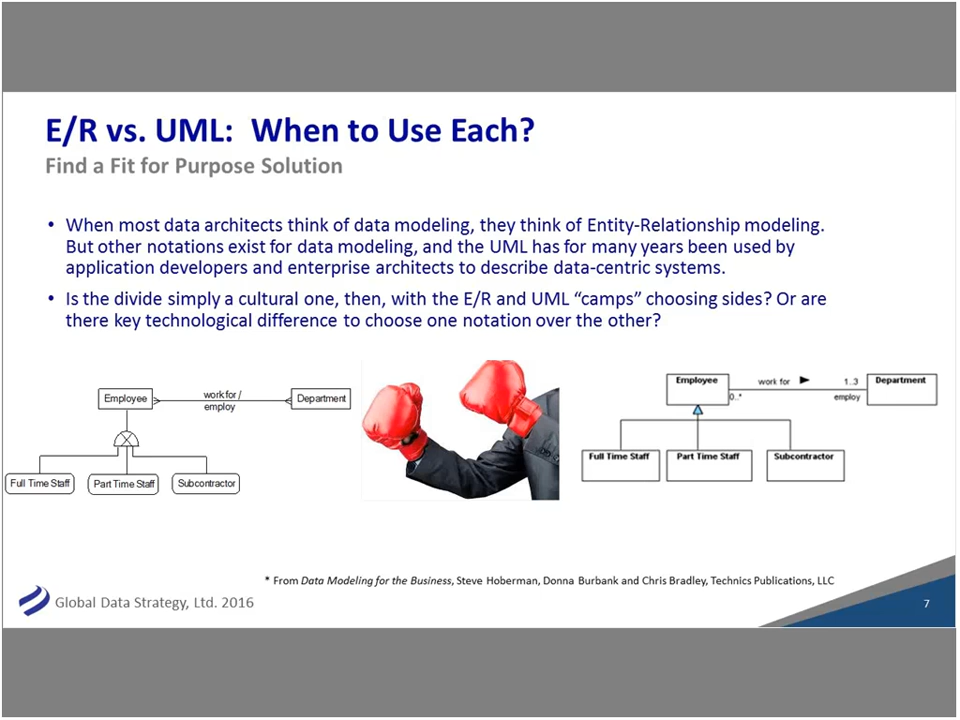 E/R vs. UML:  When to Use Each?
Find a Fit for Purpose Solution
• When most data architects think of data modeling, they think of Entity-Relationship modeling.
But other notations exist for data modeling, and the UML has for many years been used by
application developers and enterprise architects to describe data-centric systems.
• Is the divide simply a cultural one, then, with the E/R and UML “camps” choosing sides? Or are
there key technological difference to choose one notation over the other?
Employee
work for /
employ
Department
Full Time Staff
Part Time Staff
Subcontractor
Employee
work for
1..3
Department
0..*
employ
Full Time Staff
Part Time Staff
Subcontractor
* From Data Modeling for the Business, Steve Hoberman, Donna Burbank and Chris Bradley, Technics Publications, LLC
Global Data Strategy, Ltd. 2016
7